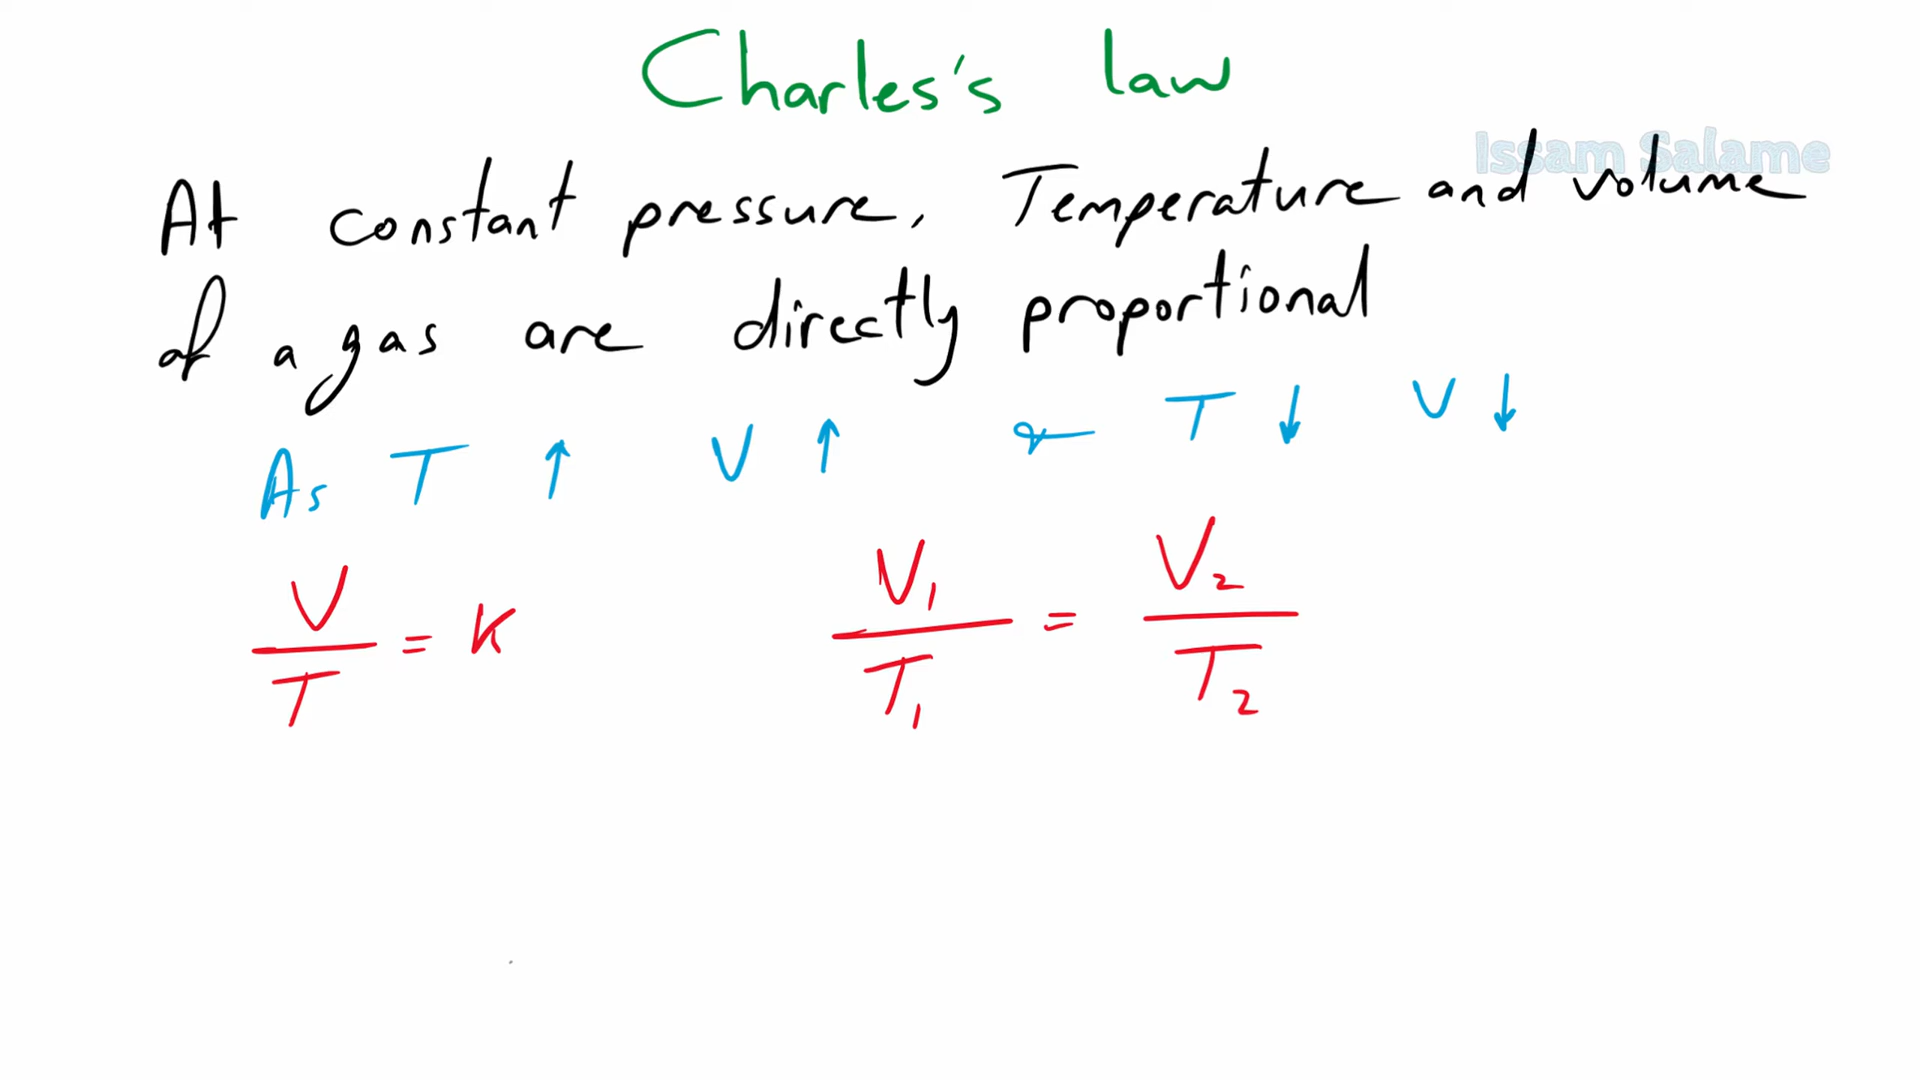 Charles's law
Issam Salame
At constant pressure, Temperature and volume
of a gas are directly proportional
As T ↑ V ↑ & T ↓ V ↓
V/T = K V₁/T₁ = V₂/T₂